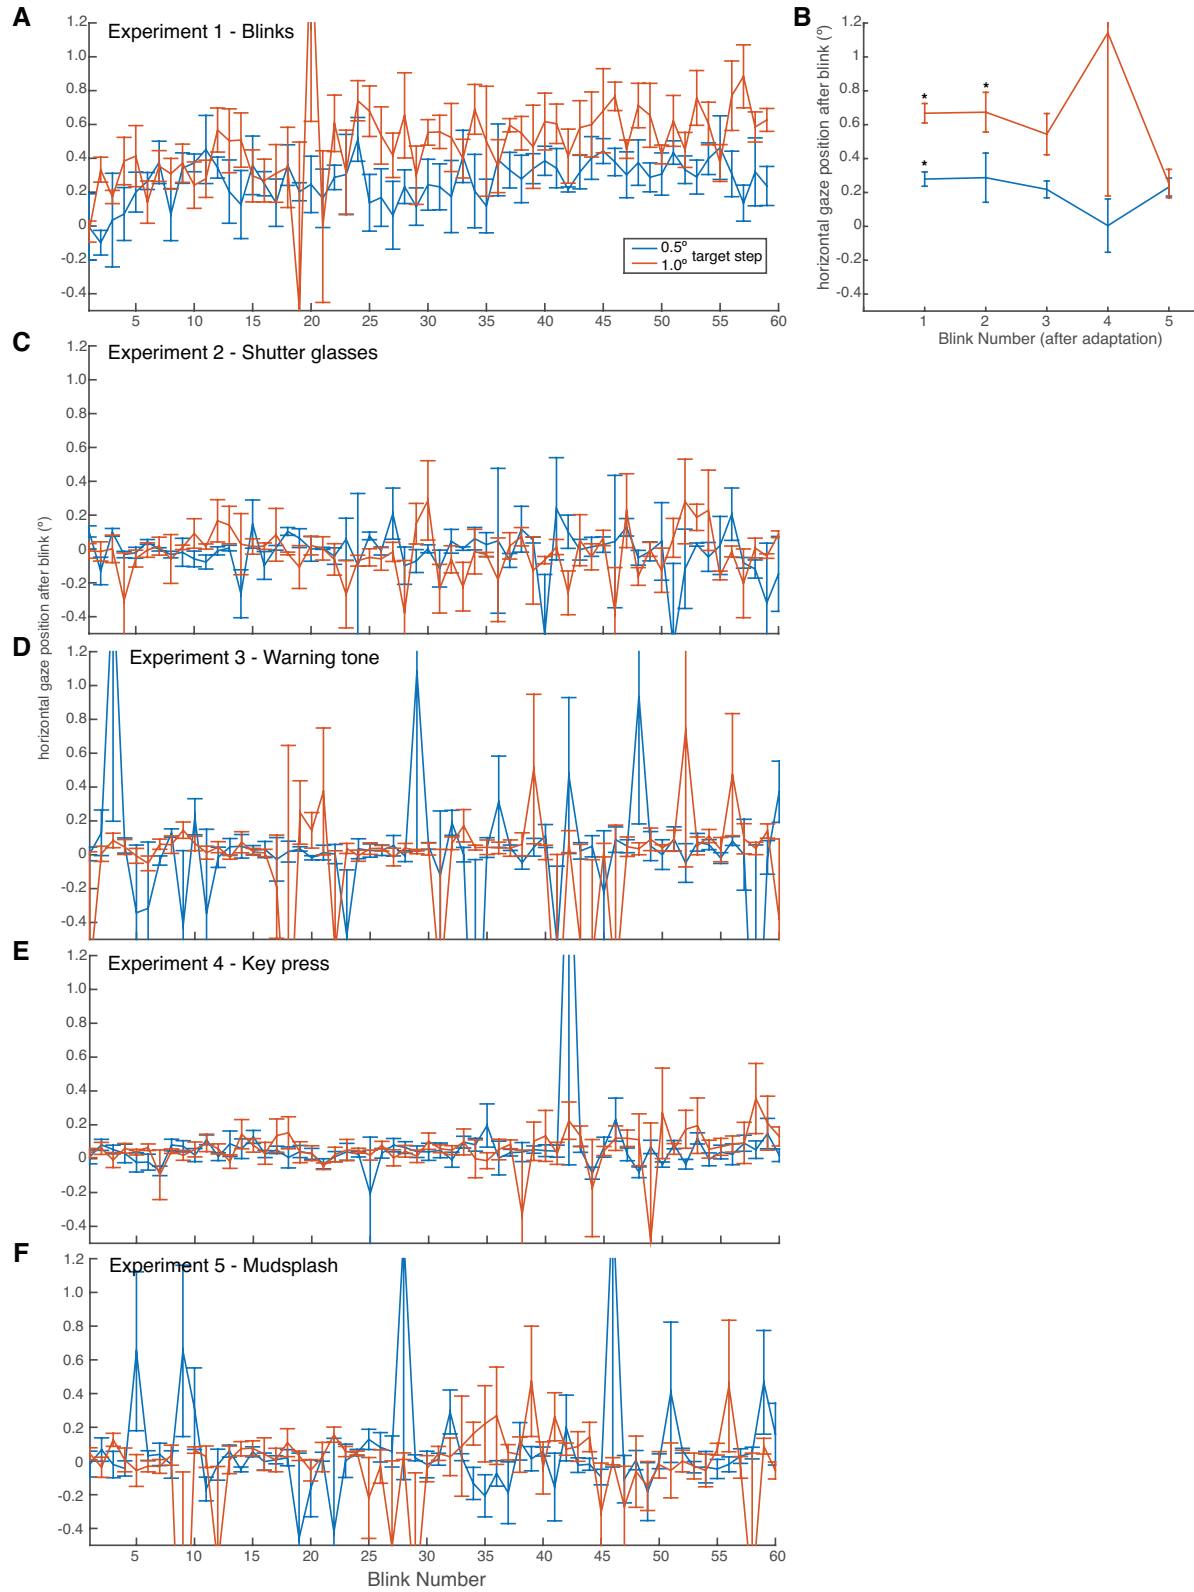 A
Experiment 1 - Blinks
1.2
1.0
0.8
0.6
0.4
0.2
0
-0.2
-0.4
0.5º
1.0º
target step
5 10 15 20 25 30 35 40 45 50 55 60
B
horizontal gaze position after blink (º)
1.2
1
0.8
0.6
0.4
0.2
0
-0.2
-0.4
*
*
*
1 2 3 4 5
Blink Number (after adaptation)
C
Experiment 2 - Shutter glasses
1.2
1.0
0.8
0.6
0.4
0.2
0
-0.2
-0.4
horizontal gaze position after blink (º)
D
Experiment 3 - Warning tone
1.2
1.0
0.8
0.6
0.4
0.2
0
-0.2
-0.4
E
Experiment 4 - Key press
1.2
1.0
0.8
0.6
0.4
0.2
0
-0.2
-0.4
F
Experiment 5 - Mudsplash
1.2
1.0
0.8
0.6
0.4
0.2
0
-0.2
-0.4
5 10 15 20 25 30 35 40 45 50 55 60
Blink Number